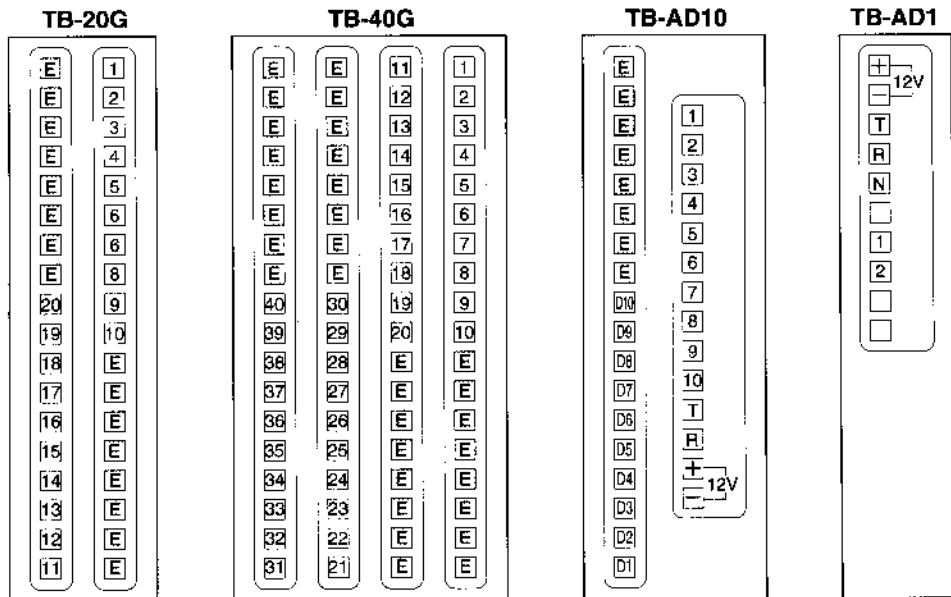 TB-20G
E 1
E 2
E 3
E 4
E 5
E 6
E 6
E 8
20 9
19 10
18 E
17 E
16 E
15 E
14 E
13 E
12 E
11 E
TB-40G
E E 11 1
E E 12 2
E E 13 3
E E 14 4
E E 15 5
E E 16 6
E E 17 7
E E 18 8
40 30 19 9
39 29 20 10
38 28 E E
37 27 E E
36 26 E E
35 25 E E
34 24 E E
33 23 E E
32 22 E E
31 21 E E
TB-AD10
E
E
E
E
E
E
E
E
D10
D9
D8
D7
D6
D5
D4
D3
D2
D1
1
2
3
4
5
6
7
8
9
10
T
R
+
12V
−
TB-AD1
+
12V
−
T
R
N
1
2